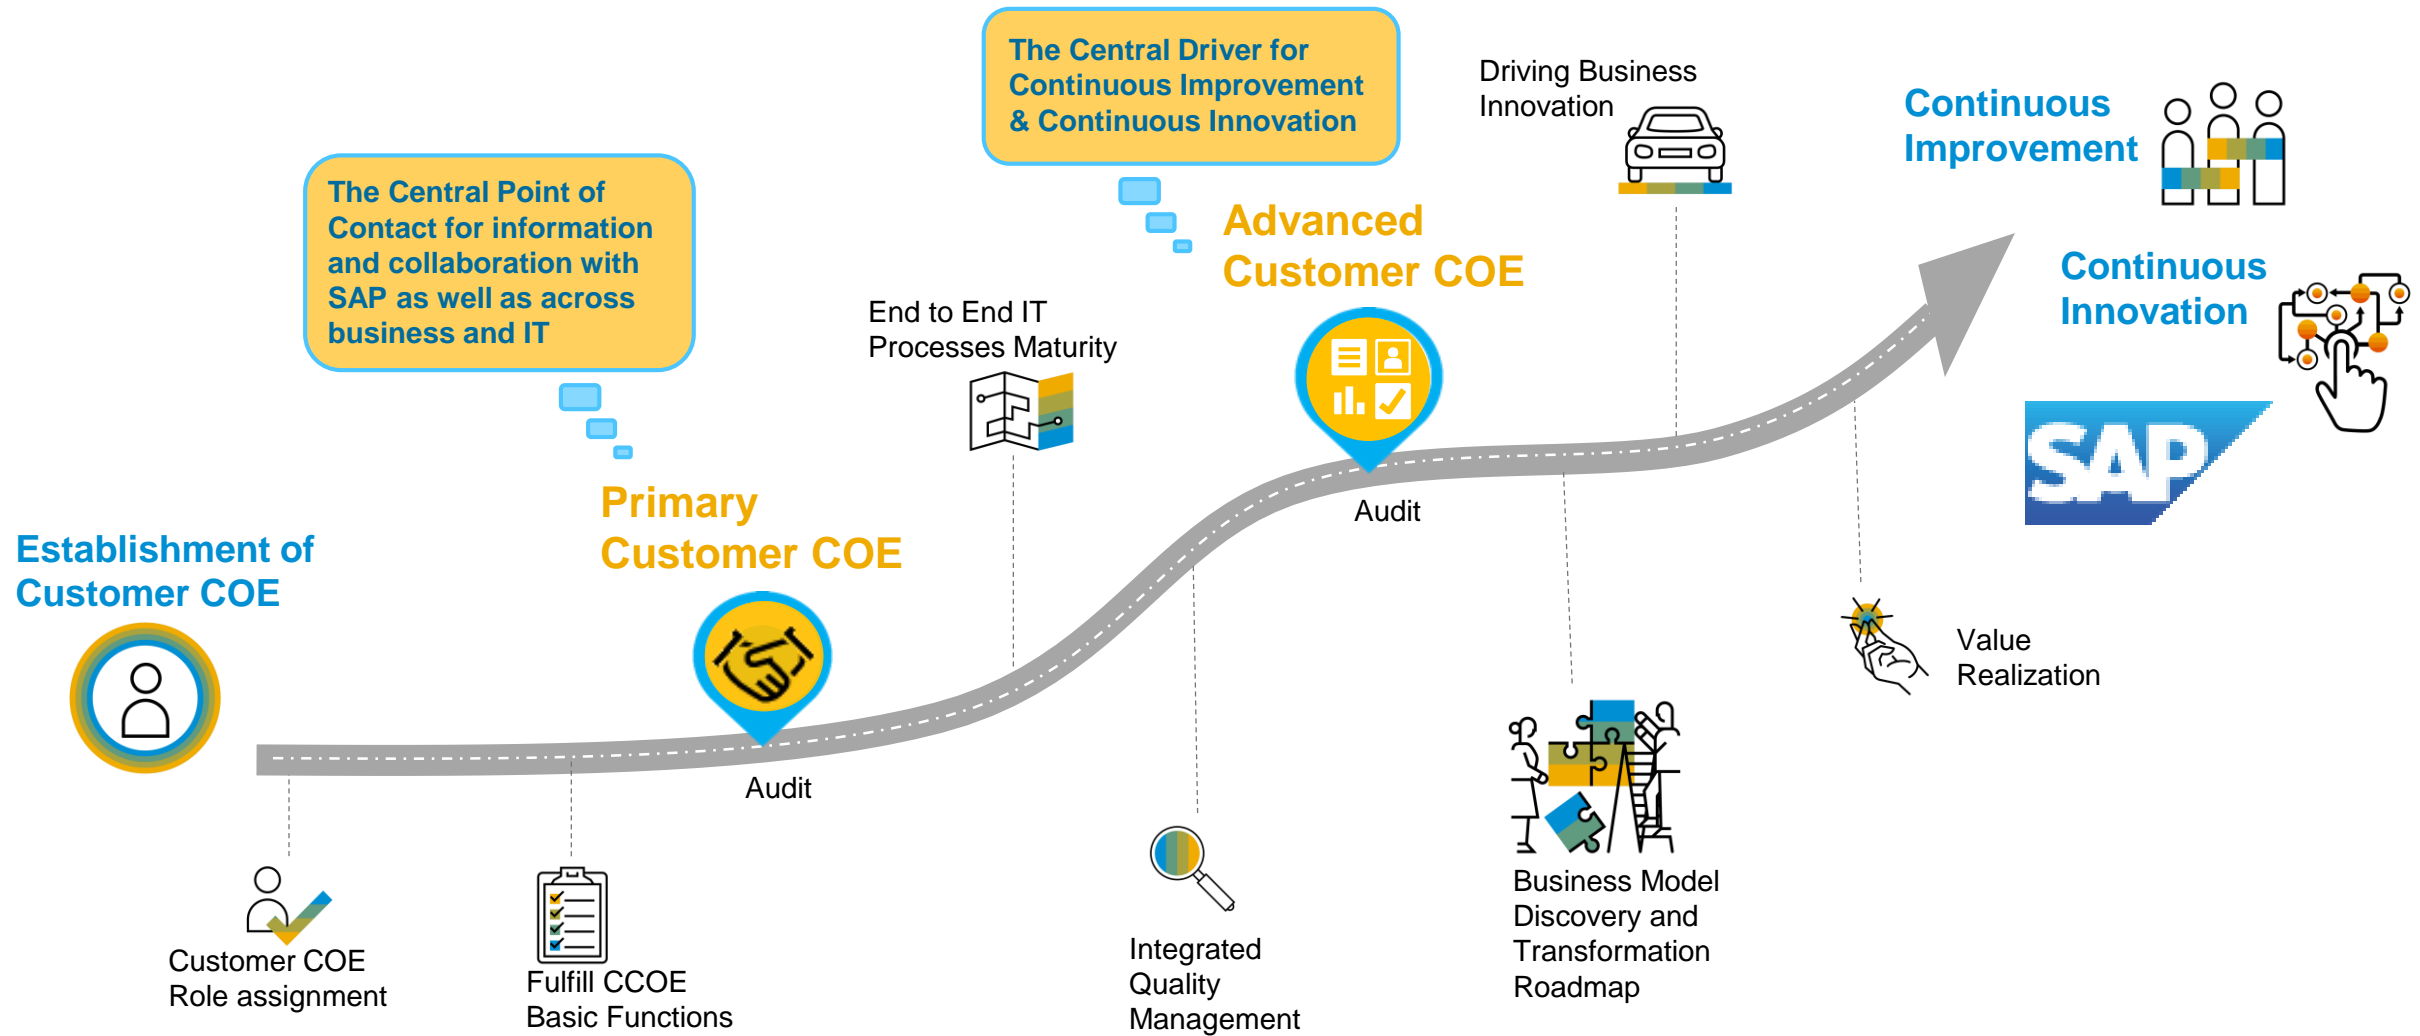 Establishment of
Customer COE
Customer COE
Role assignment
Fulfill CCOE
Basic Functions
The Central Point of
Contact for information
and collaboration with
SAP as well as across
business and IT
Primary
Customer COE
Audit
End to End IT
Processes Maturity
Integrated
Quality
Management
The Central Driver for
Continuous Improvement
& Continuous Innovation
Advanced
Customer COE
Audit
Business Model
Discovery and
Transformation
Roadmap
Driving Business
Innovation
Value
Realization
Continuous
Improvement
Continuous
Innovation
SAP